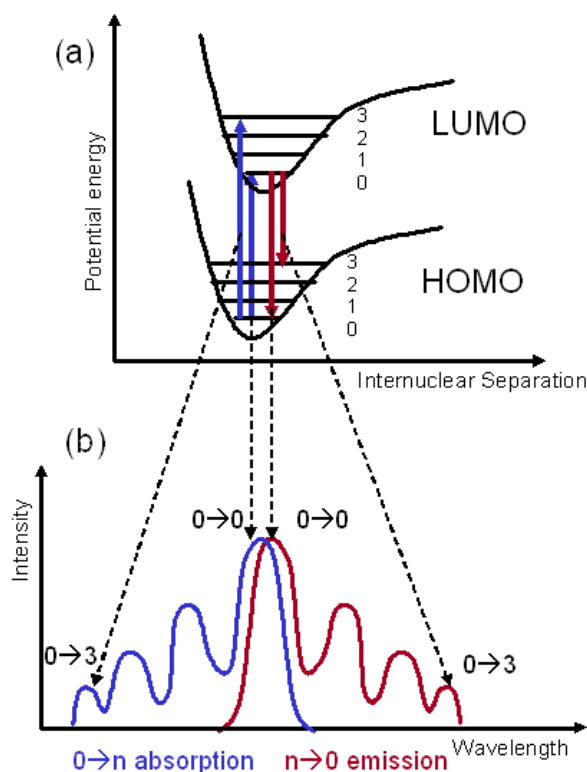 (a)
Potential energy
3
2
1
0
LUMO
3
2
1
0
HOMO
Internuclear Separation
(b)
Intensity
0→0
0→0
0→3
0→3
0→n absorption
n→0 emission
Wavelength